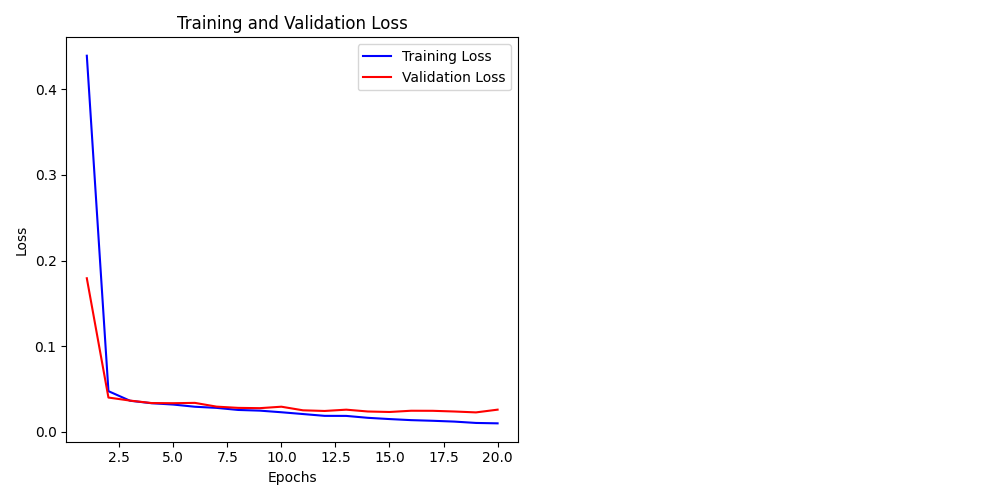 Training and Validation Loss
Training Loss
Validation Loss
Loss
0.4
0.3
0.2
0.1
0.0
2.5 5.0 7.5 10.0 12.5 15.0 17.5 20.0
Epochs